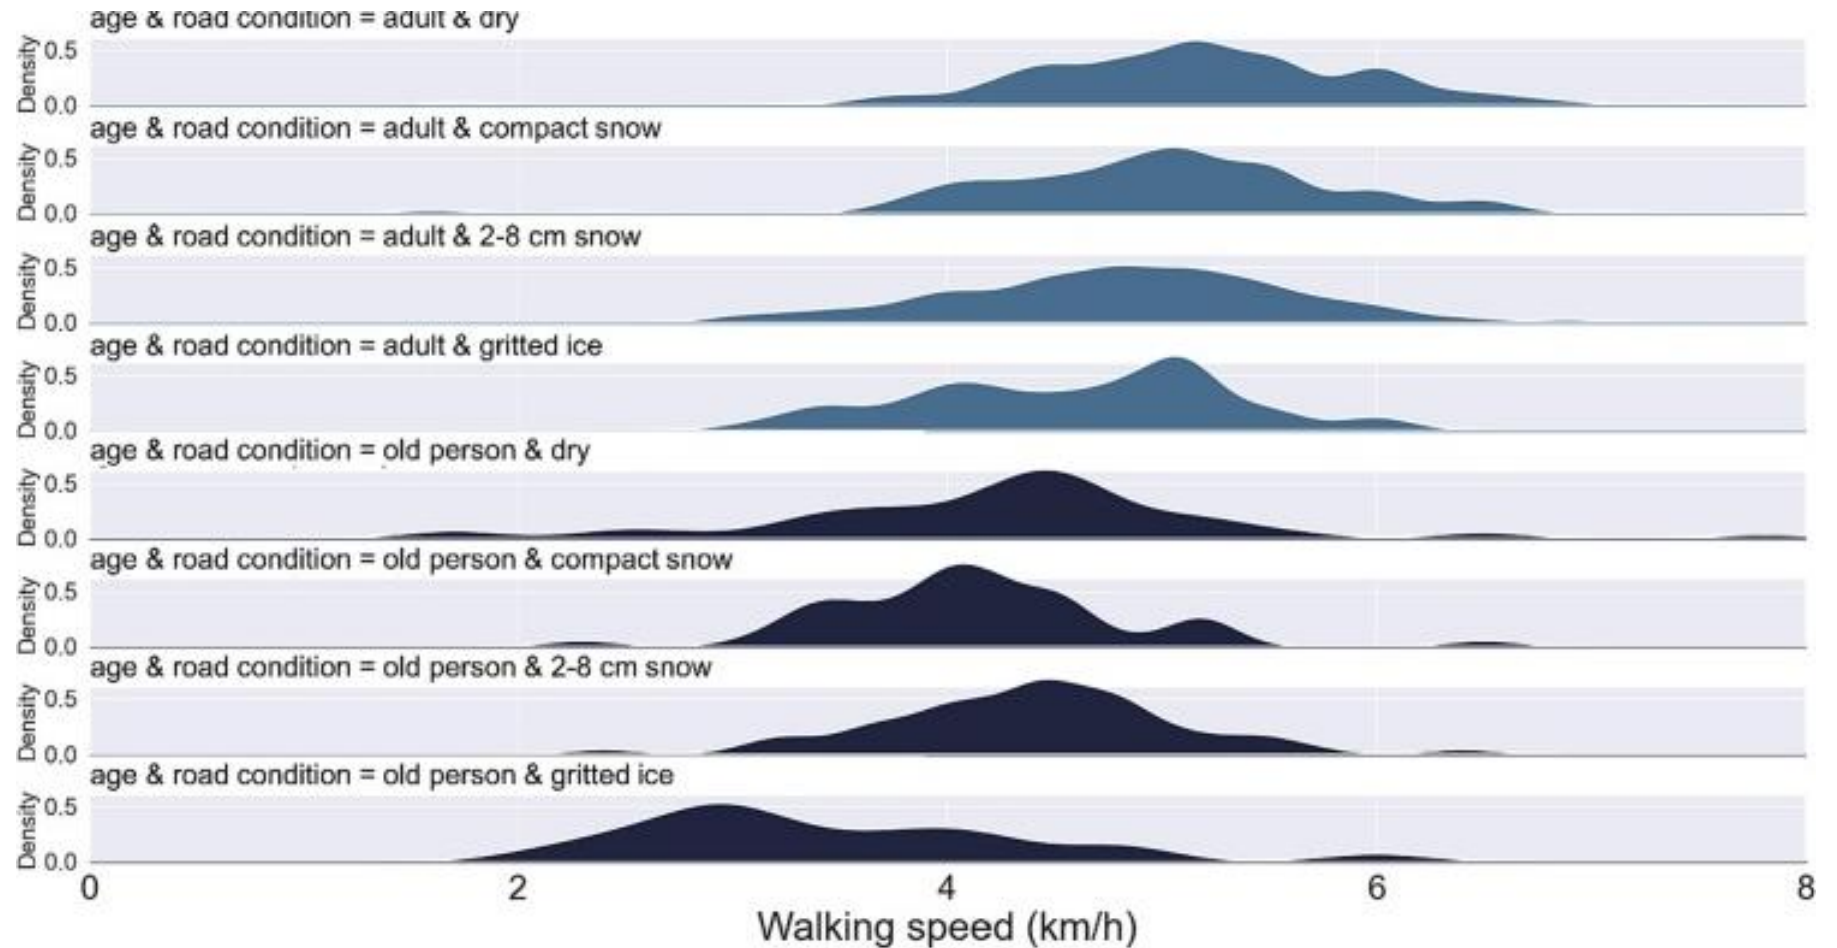 age & road condition = adult & dry
Density
0.5
0.0
age & road condition = adult & compact snow
Density
0.5
0.0
age & road condition = adult & 2-8 cm snow
Density
0.5
0.0
age & road condition = adult & gritted ice
Density
0.5
0.0
age & road condition = old person & dry
Density
0.5
0.0
age & road condition = old person & compact snow
Density
0.5
0.0
age & road condition = old person & 2-8 cm snow
Density
0.5
0.0
age & road condition = old person & gritted ice
Density
0.5
0.0
0 2 4 6 8
Walking speed (km/h)